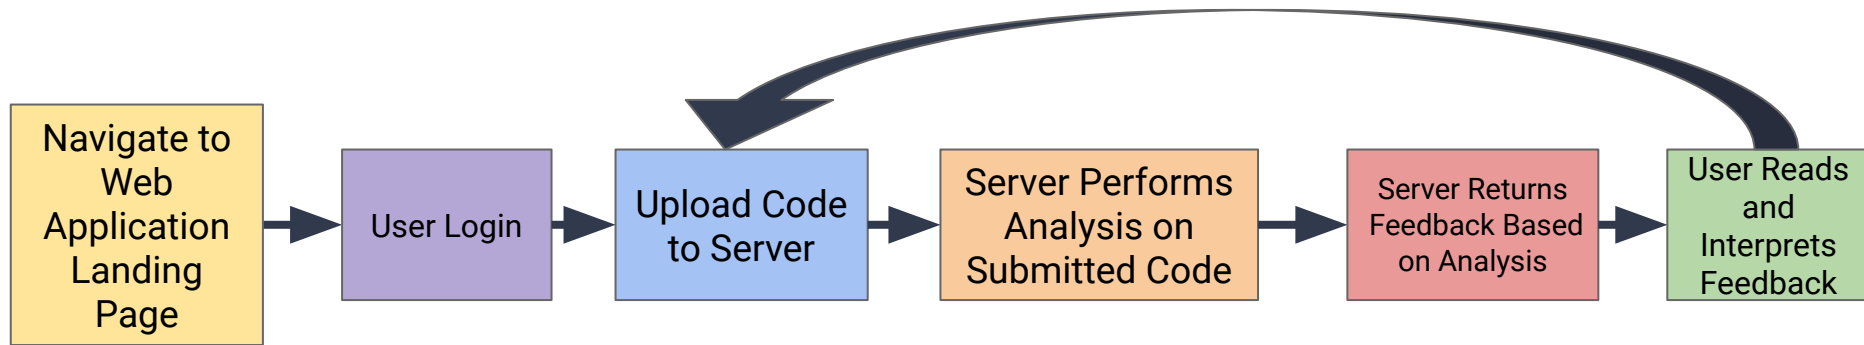 Navigate to
Web
Application
Landing
Page
User Login
Upload Code
to Server
Server Performs
Analysis on
Submitted Code
Server Returns
Feedback Based
on Analysis
User Reads
and
Interprets
Feedback